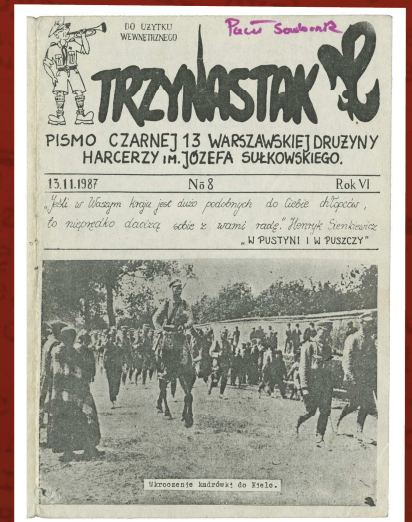 DO UŻYTKU
WEWNĘTRZNEGO
Paweł
TRZYNASTAK
PISMO CZARNEJ 13 WARSZAWSKIEJ DRUŻYNY
HARCERZY IM. JÓZEFA SUŁKOWSKIEGO.
13.11.1987 No 8 Rok VI
„Jeśli w Waszym kraju jest dużo podobnych do Ciebie chłopców,
to nieprędko dadzą sobie z wami radę." Henryk Sienkiewicz
„W PUSTYNI I W PUSZCZY"
Wkroczenie kadrówki do Kielc.